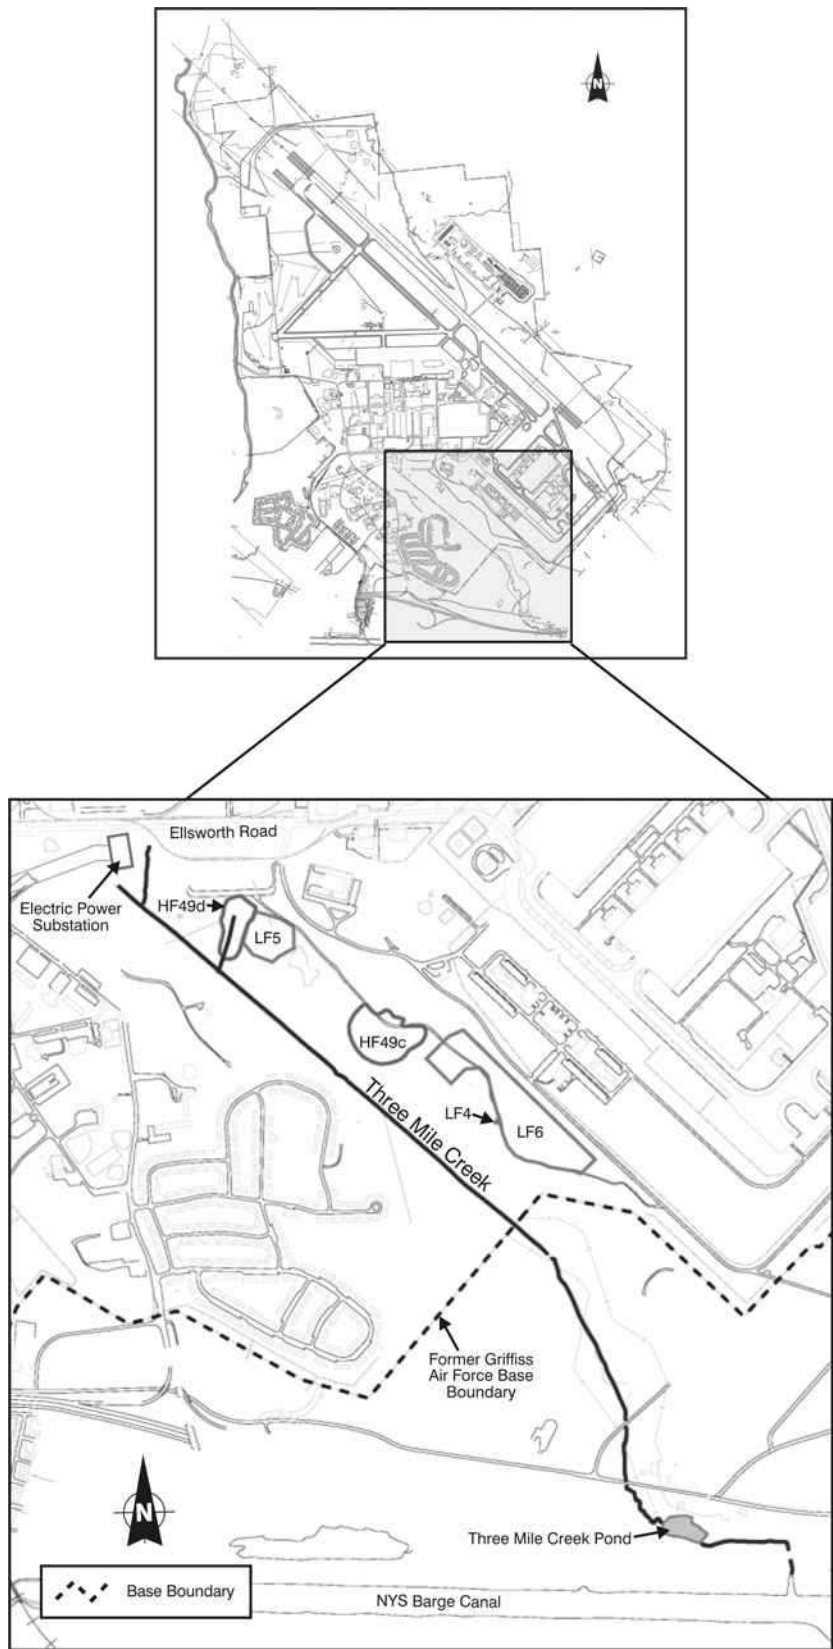 N
Ellsworth Road
Electric Power
Substation
HF49d
LF5
HF49c
LF4
LF6
Three Mile Creek
Former Griffiss
Air Force Base
Boundary
N
Three Mile Creek Pond
Base Boundary
NYS Barge Canal